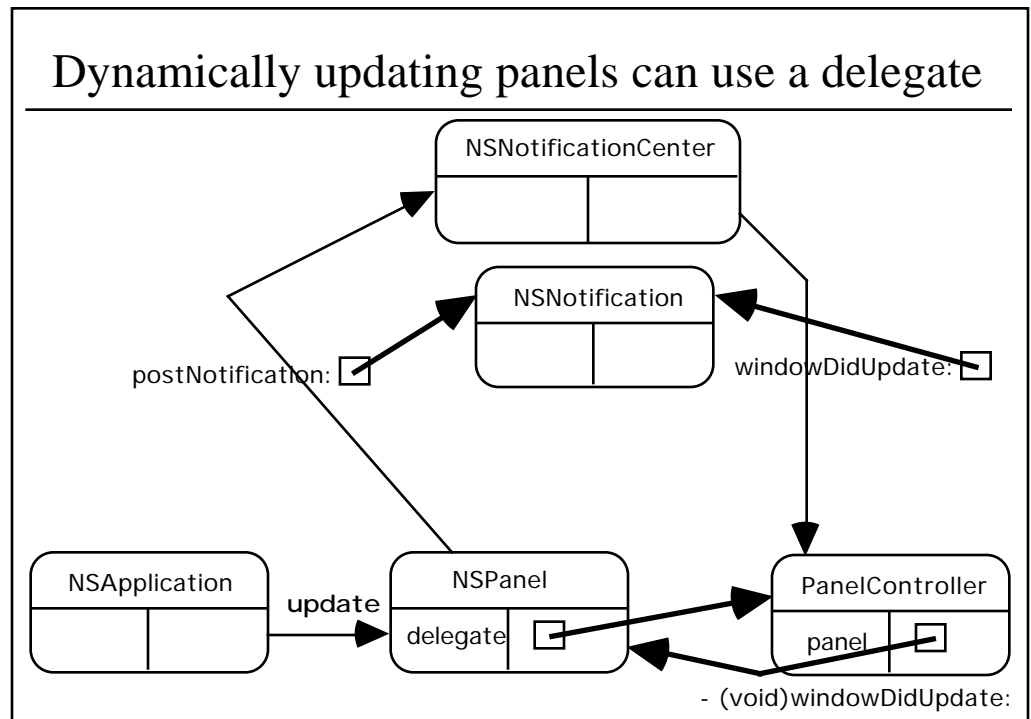 Dynamically updating panels can use a delegate
NSNotificationCenter
NSNotification
postNotification:
windowDidUpdate:
NSApplication
update
NSPanel
delegate
PanelController
panel
- (void)windowDidUpdate: